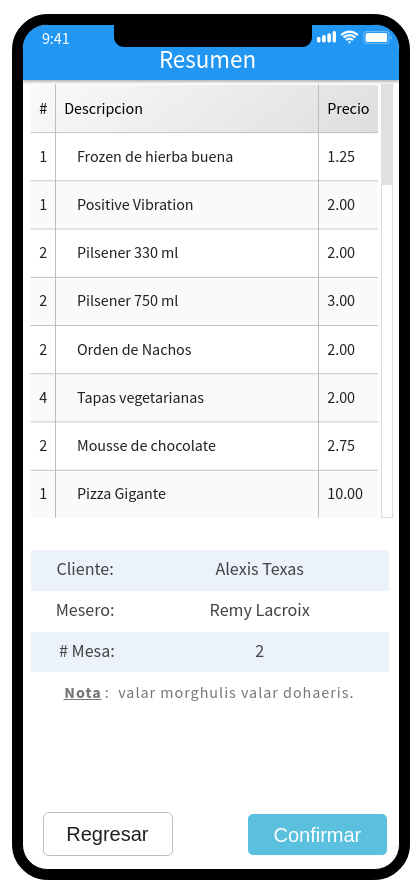 9:41
Resumen
# Descripcion Precio
1 Frozen de hierba buena 1.25
1 Positive Vibration 2.00
2 Pilsener 330 ml 2.00
2 Pilsener 750 ml 3.00
2 Orden de Nachos 2.00
4 Tapas vegetarianas 2.00
2 Mousse de chocolate 2.75
1 Pizza Gigante 10.00
Cliente: Alexis Texas
Mesero: Remy Lacroix
# Mesa: 2
Nota : valar morghulis valar dohaeris.
Regresar Confirmar